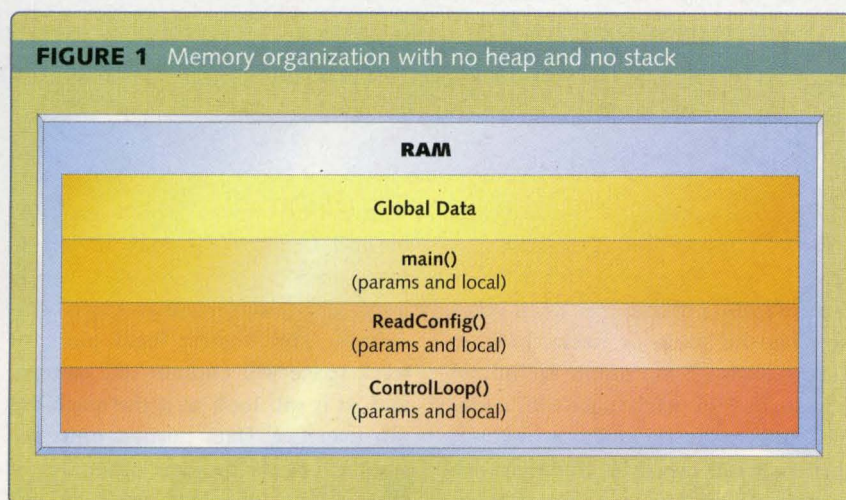 FIGURE 1 Memory organization with no heap and no stack
RAM
Global Data
main()
(params and local)
ReadConfig()
(params and local)
ControlLoop()
(params and local)